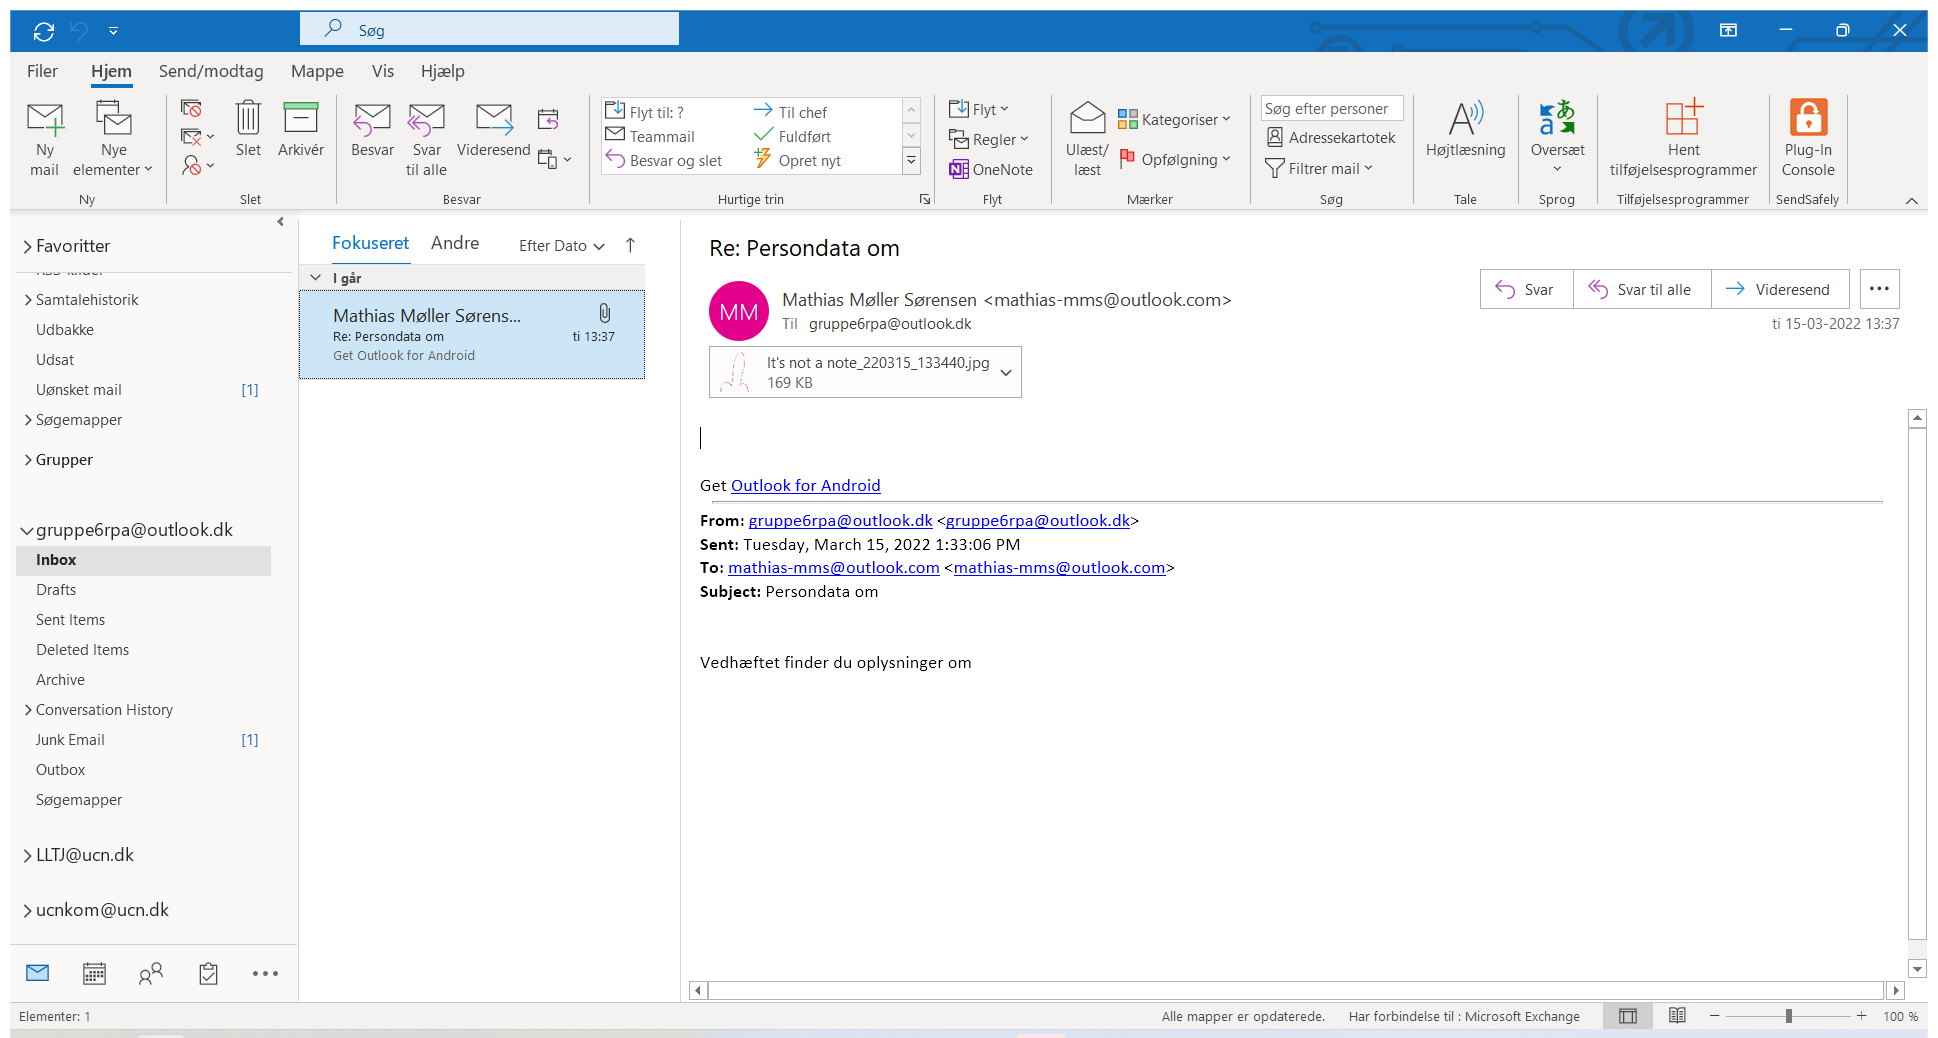 Søg
Filer Hjem Send/modtag Mappe Vis Hjælp
Ny mail
Nye elementer
Ny
Slet
Arkivér
Slet
Besvar
Svar til alle
Videresend
Besvar
Flyt til: ?
Teammail
Besvar og slet
Til chef
Fuldført
Opret nyt
Hurtige trin
Flyt
Regler
OneNote
Flyt
Ulæst/ læst
Kategoriser
Opfølgning
Mærker
Søg efter personer
Adressekartotek
Filtrer mail
Søg
Højtlæsning
Tale
Oversæt
Sprog
Hent tilføjelsesprogrammer
Tilføjelsesprogrammer
Plug-In Console
SendSafely
Favoritter
Samtalehistorik
Udbakke
Udsat
Uønsket mail [1]
Søgemapper
Grupper
gruppe6rpa@outlook.dk
Inbox
Drafts
Sent Items
Deleted Items
Archive
Conversation History
Junk Email [1]
Outbox
Søgemapper
LLTJ@ucn.dk
ucnkom@ucn.dk
Fokuseret Andre Efter Dato
I går
Mathias Møller Sørens...
Re: Persondata om ti 13:37
Get Outlook for Android
Re: Persondata om
MM
Mathias Møller Sørensen <mathias-mms@outlook.com>
Til gruppe6rpa@outlook.dk
Svar Svar til alle Videresend
ti 15-03-2022 13:37
It's not a note_220315_133440.jpg
169 KB
Get Outlook for Android
From: gruppe6rpa@outlook.dk <gruppe6rpa@outlook.dk>
Sent: Tuesday, March 15, 2022 1:33:06 PM
To: mathias-mms@outlook.com <mathias-mms@outlook.com>
Subject: Persondata om
Vedhæftet finder du oplysninger om
Elementer: 1 Alle mapper er opdaterede. Har forbindelse til : Microsoft Exchange 100 %